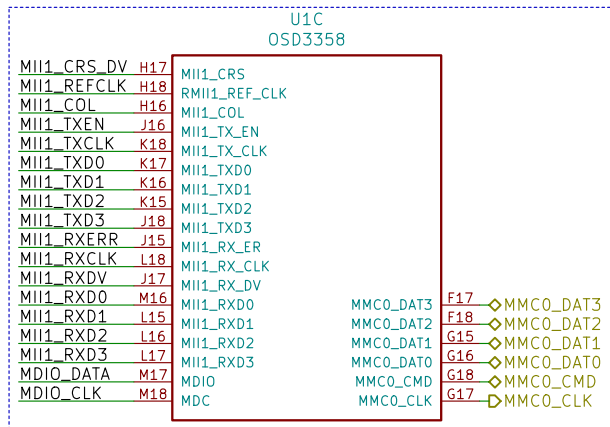 U1C
OSD3358
MII1_CRS_DV H17 MII1_CRS
MII1_REFCLK H18 RMII1_REF_CLK
MII1_COL H16 MII1_COL
MII1_TXEN J16 MII1_TX_EN
MII1_TXCLK K18 MII1_TX_CLK
MII1_TXD0 K17 MII1_TXD0
MII1_TXD1 K16 MII1_TXD1
MII1_TXD2 K15 MII1_TXD2
MII1_TXD3 J18 MII1_TXD3
MII1_RXERR J15 MII1_RX_ER
MII1_RXCLK L18 MII1_RX_CLK
MII1_RXDV J17 MII1_RX_DV
MII1_RXD0 M16 MII1_RXD0 MMC0_DAT3 F17 MMC0_DAT3
MII1_RXD1 L15 MII1_RXD1 MMC0_DAT2 F18 MMC0_DAT2
MII1_RXD2 L16 MII1_RXD2 MMC0_DAT1 G15 MMC0_DAT1
MII1_RXD3 L17 MII1_RXD3 MMC0_DAT0 G16 MMC0_DAT0
MDIO_DATA M17 MDIO MMC0_CMD G18 MMC0_CMD
MDIO_CLK M18 MDC MMC0_CLK G17 MMC0_CLK